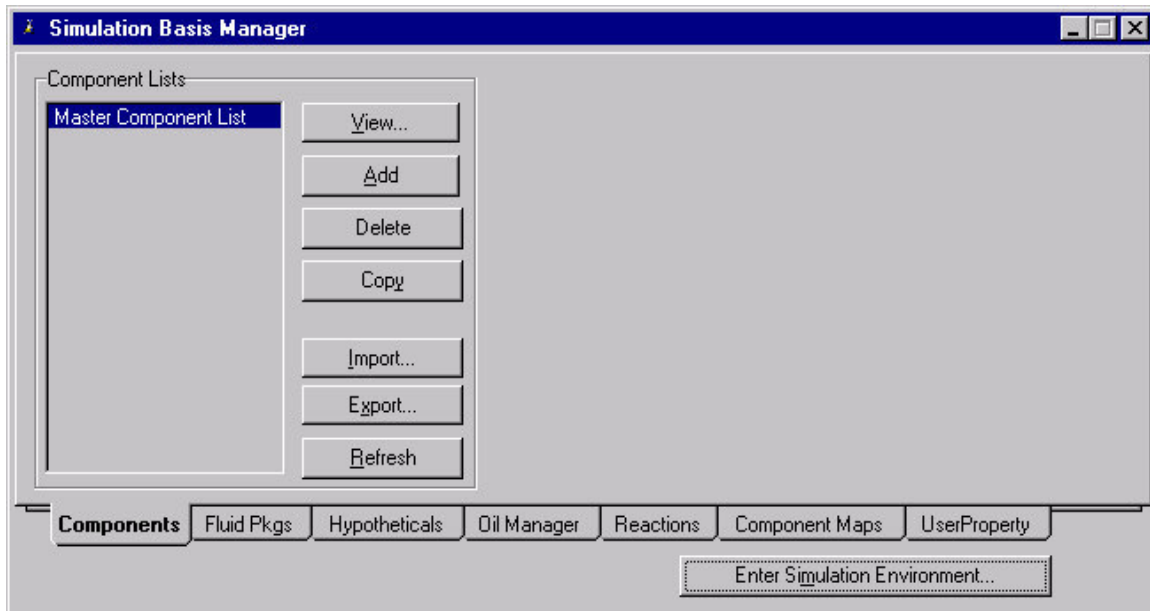 Simulation Basis Manager
Component Lists
Master Component List
View...
Add
Delete
Copy
Import...
Export...
Refresh
Components Fluid Pkgs Hypotheticals Oil Manager Reactions Component Maps UserProperty
Enter Simulation Environment...